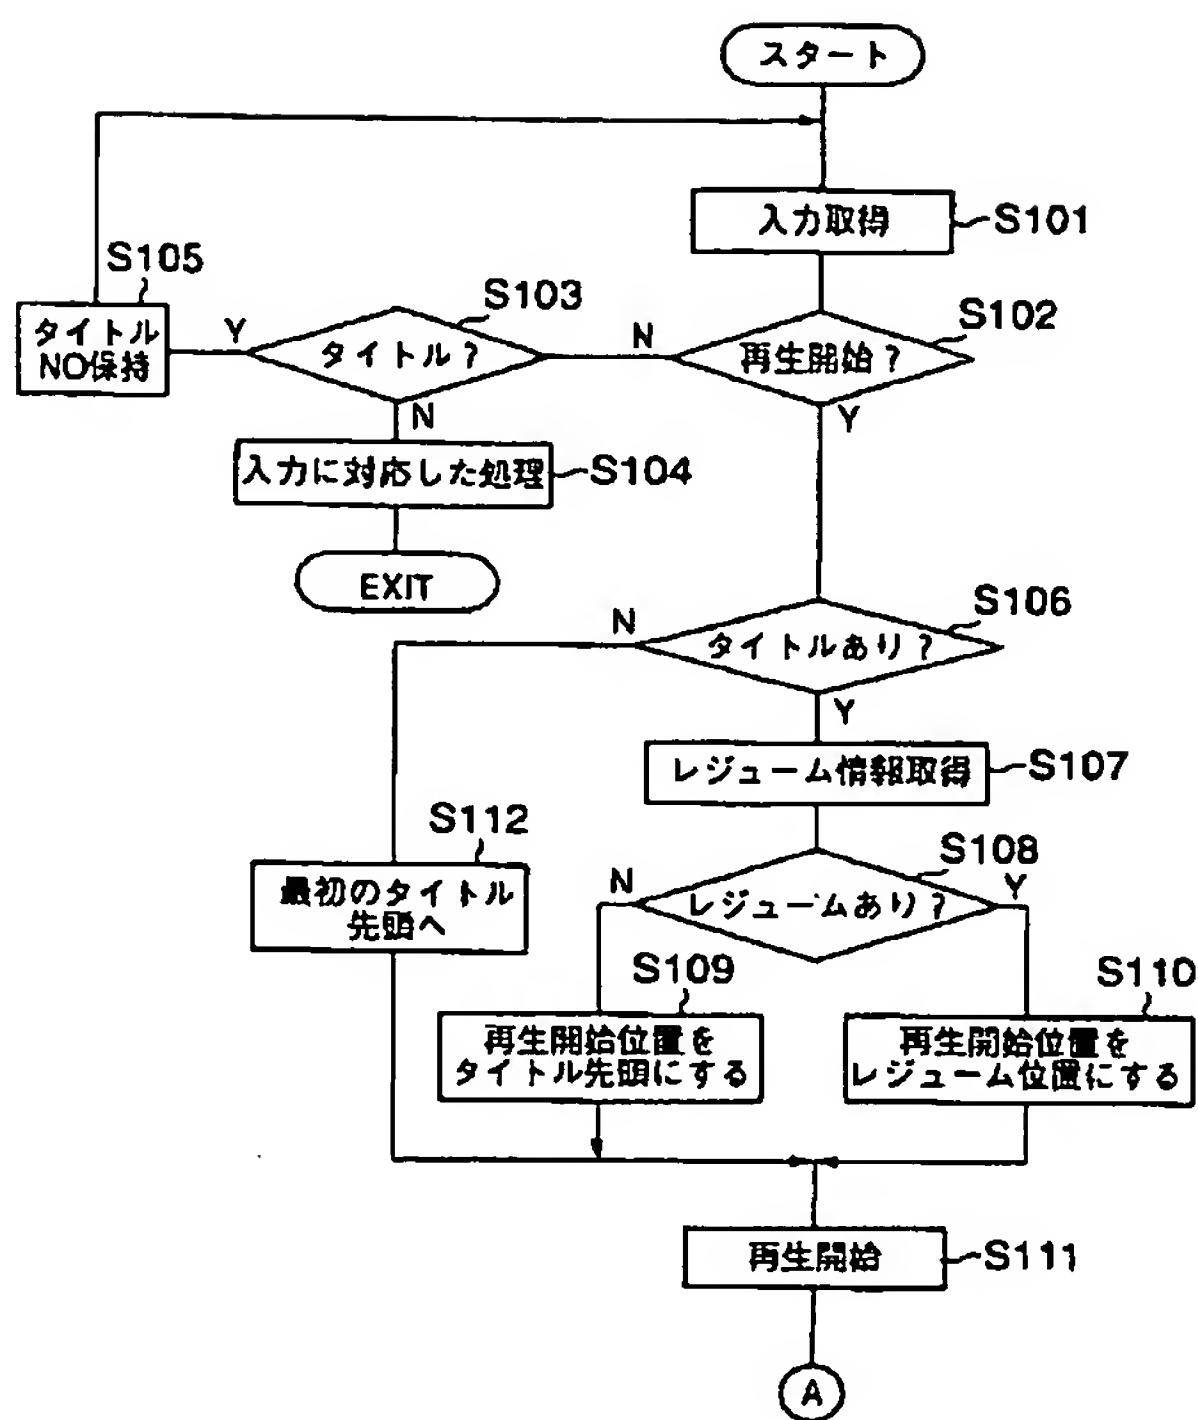 スタート
入力取得
S101
S105
タイトル
NO保持
Y
S103
タイトル?
N
S102
再生開始?
N
Y
入力に対応した処理
S104
EXIT
S106
N
タイトルあり?
Y
レジューム情報取得
S107
S112
最初のタイトル
先頭へ
S108
N
レジュームあり?
Y
S109
再生開始位置を
タイトル先頭にする
S110
再生開始位置を
レジューム位置にする
再生開始
S111
A